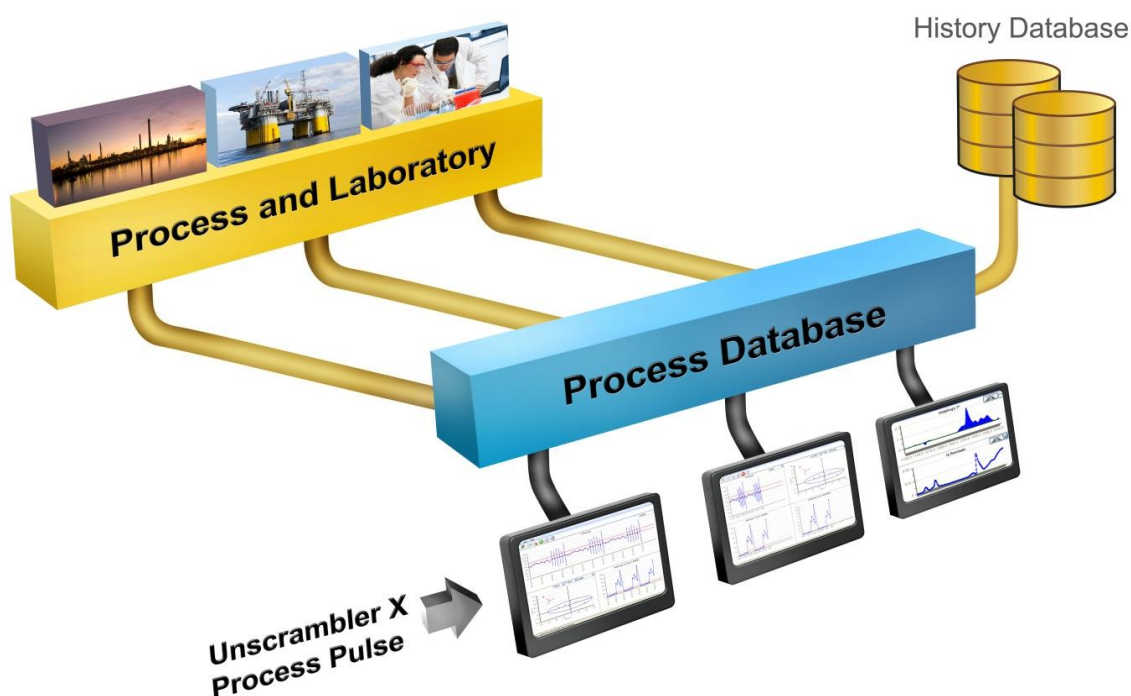 History Database
Process and Laboratory
Process Database
Unscrambler X
Process Pulse